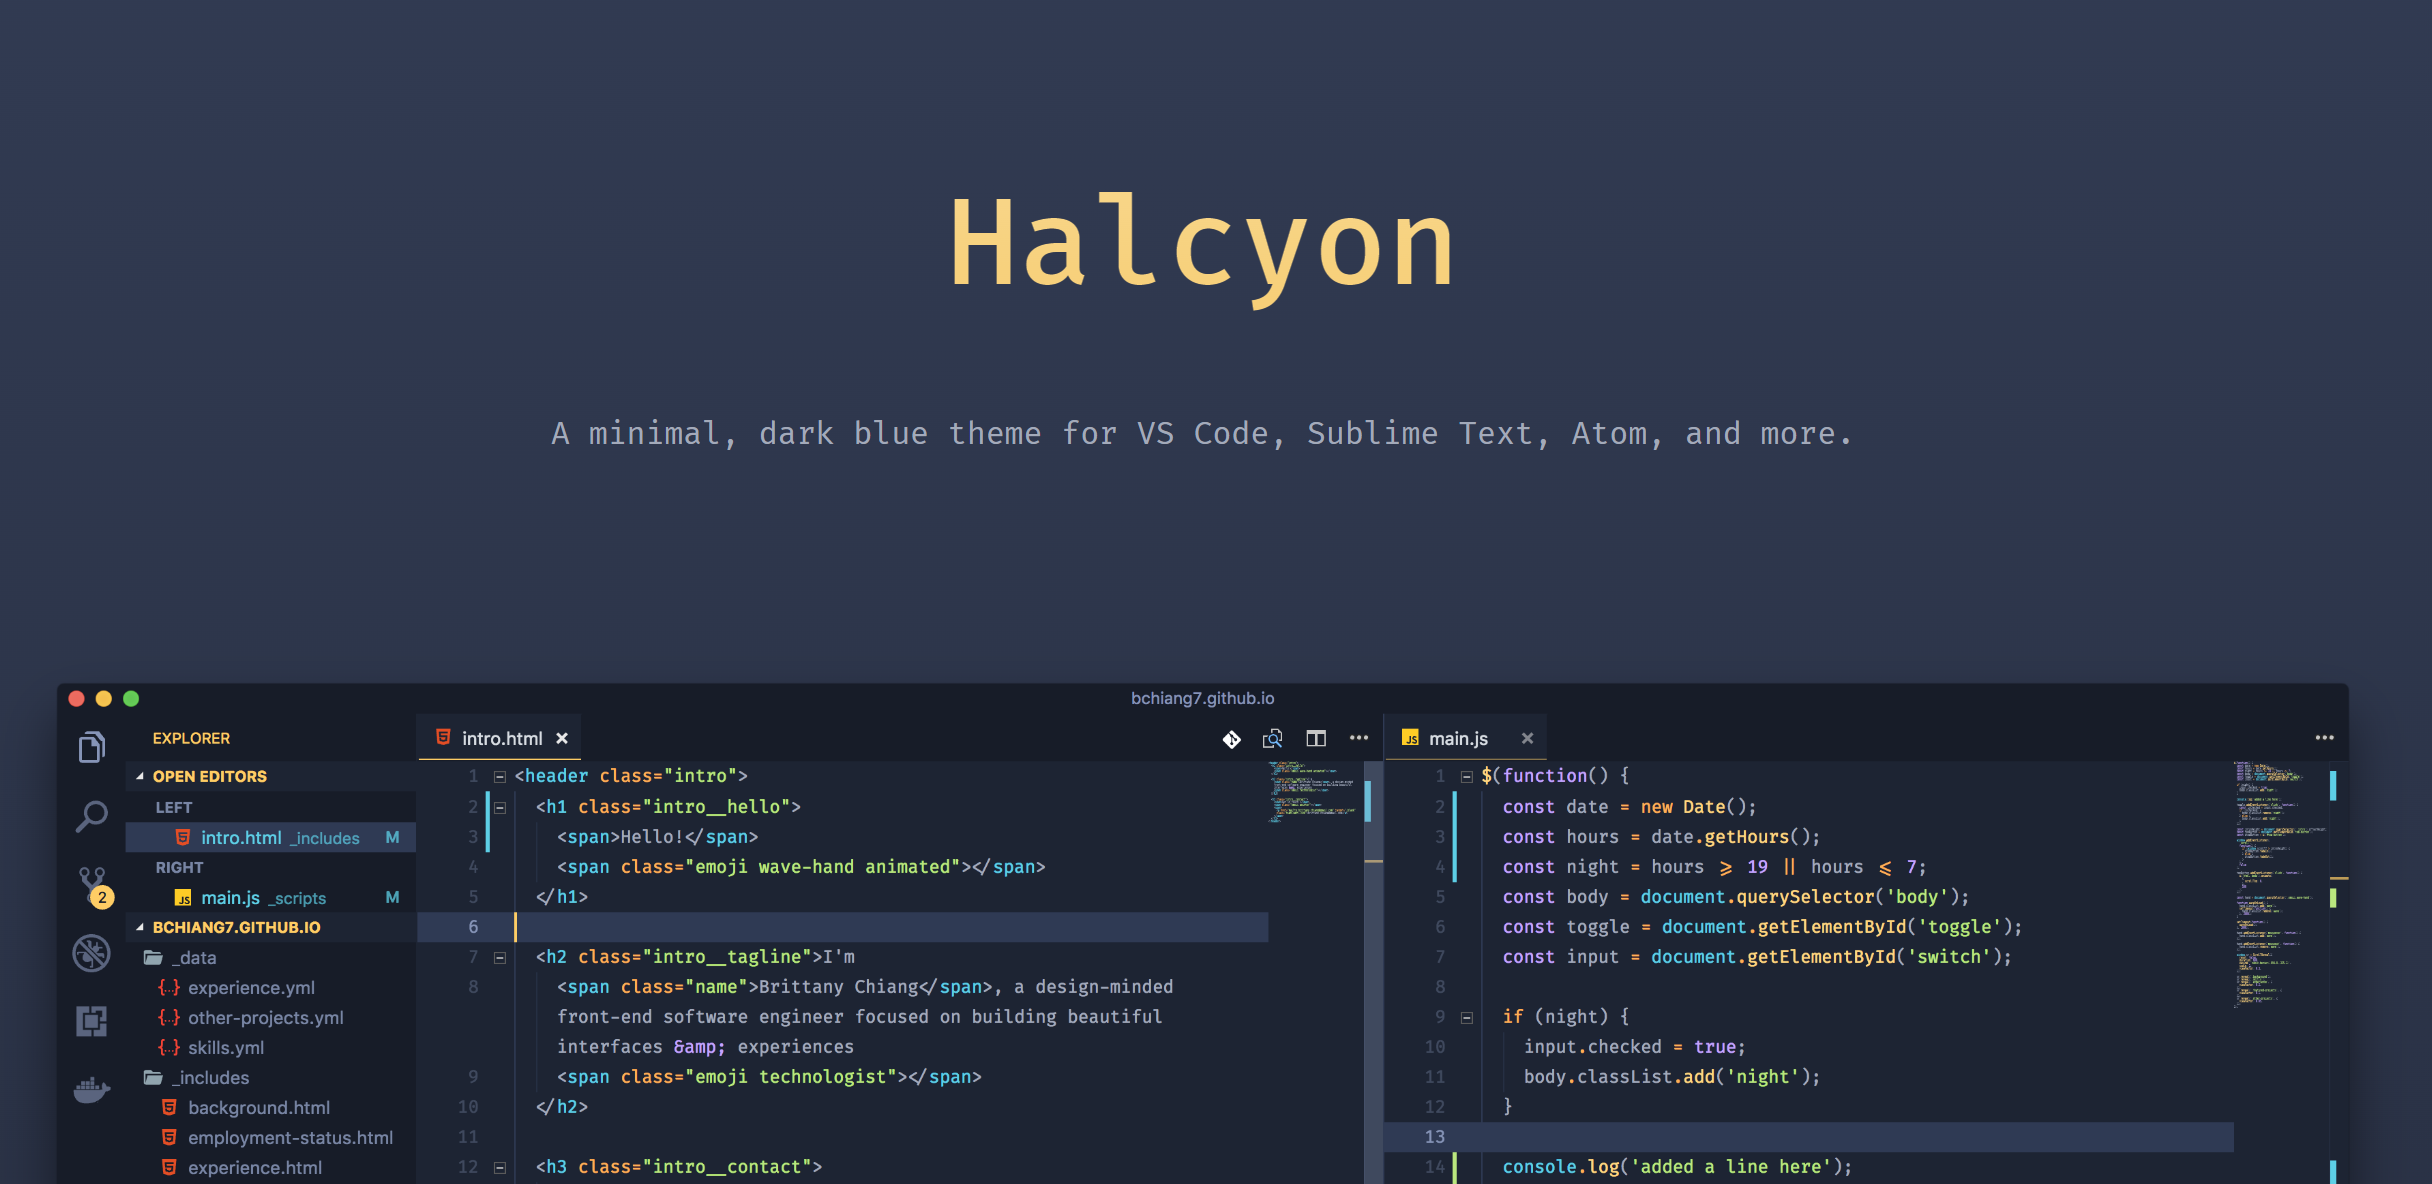 Halcyon
A minimal, dark blue theme for VS Code, Sublime Text, Atom, and more.
bchiang7.github.io
EXPLORER
OPEN EDITORS
LEFT
intro.html _includes M
RIGHT
main.js _scripts M
BCHIANG7.GITHUB.IO
_data
{..} experience.yml
{..} other-projects.yml
{..} skills.yml
_includes
background.html
employment-status.html
experience.html
2
intro.html ×
1 <header class="intro">
2 <h1 class="intro__hello">
3 <span>Hello!</span>
4 <span class="emoji wave-hand animated"></span>
5 </h1>
6
7 <h2 class="intro__tagline">I'm
8 <span class="name">Brittany Chiang</span>, a design-minded
front-end software engineer focused on building beautiful
interfaces &amp; experiences
9 <span class="emoji technologist"></span>
10 </h2>
11
12 <h3 class="intro__contact">
JS main.js ×
1 $(function() {
2 const date = new Date();
3 const hours = date.getHours();
4 const night = hours ⩾ 19 || hours ⩽ 7;
5 const body = document.querySelector('body');
6 const toggle = document.getElementById('toggle');
7 const input = document.getElementById('switch');
8
9 if (night) {
10 input.checked = true;
11 body.classList.add('night');
12 }
13
14 console.log('added a line here');